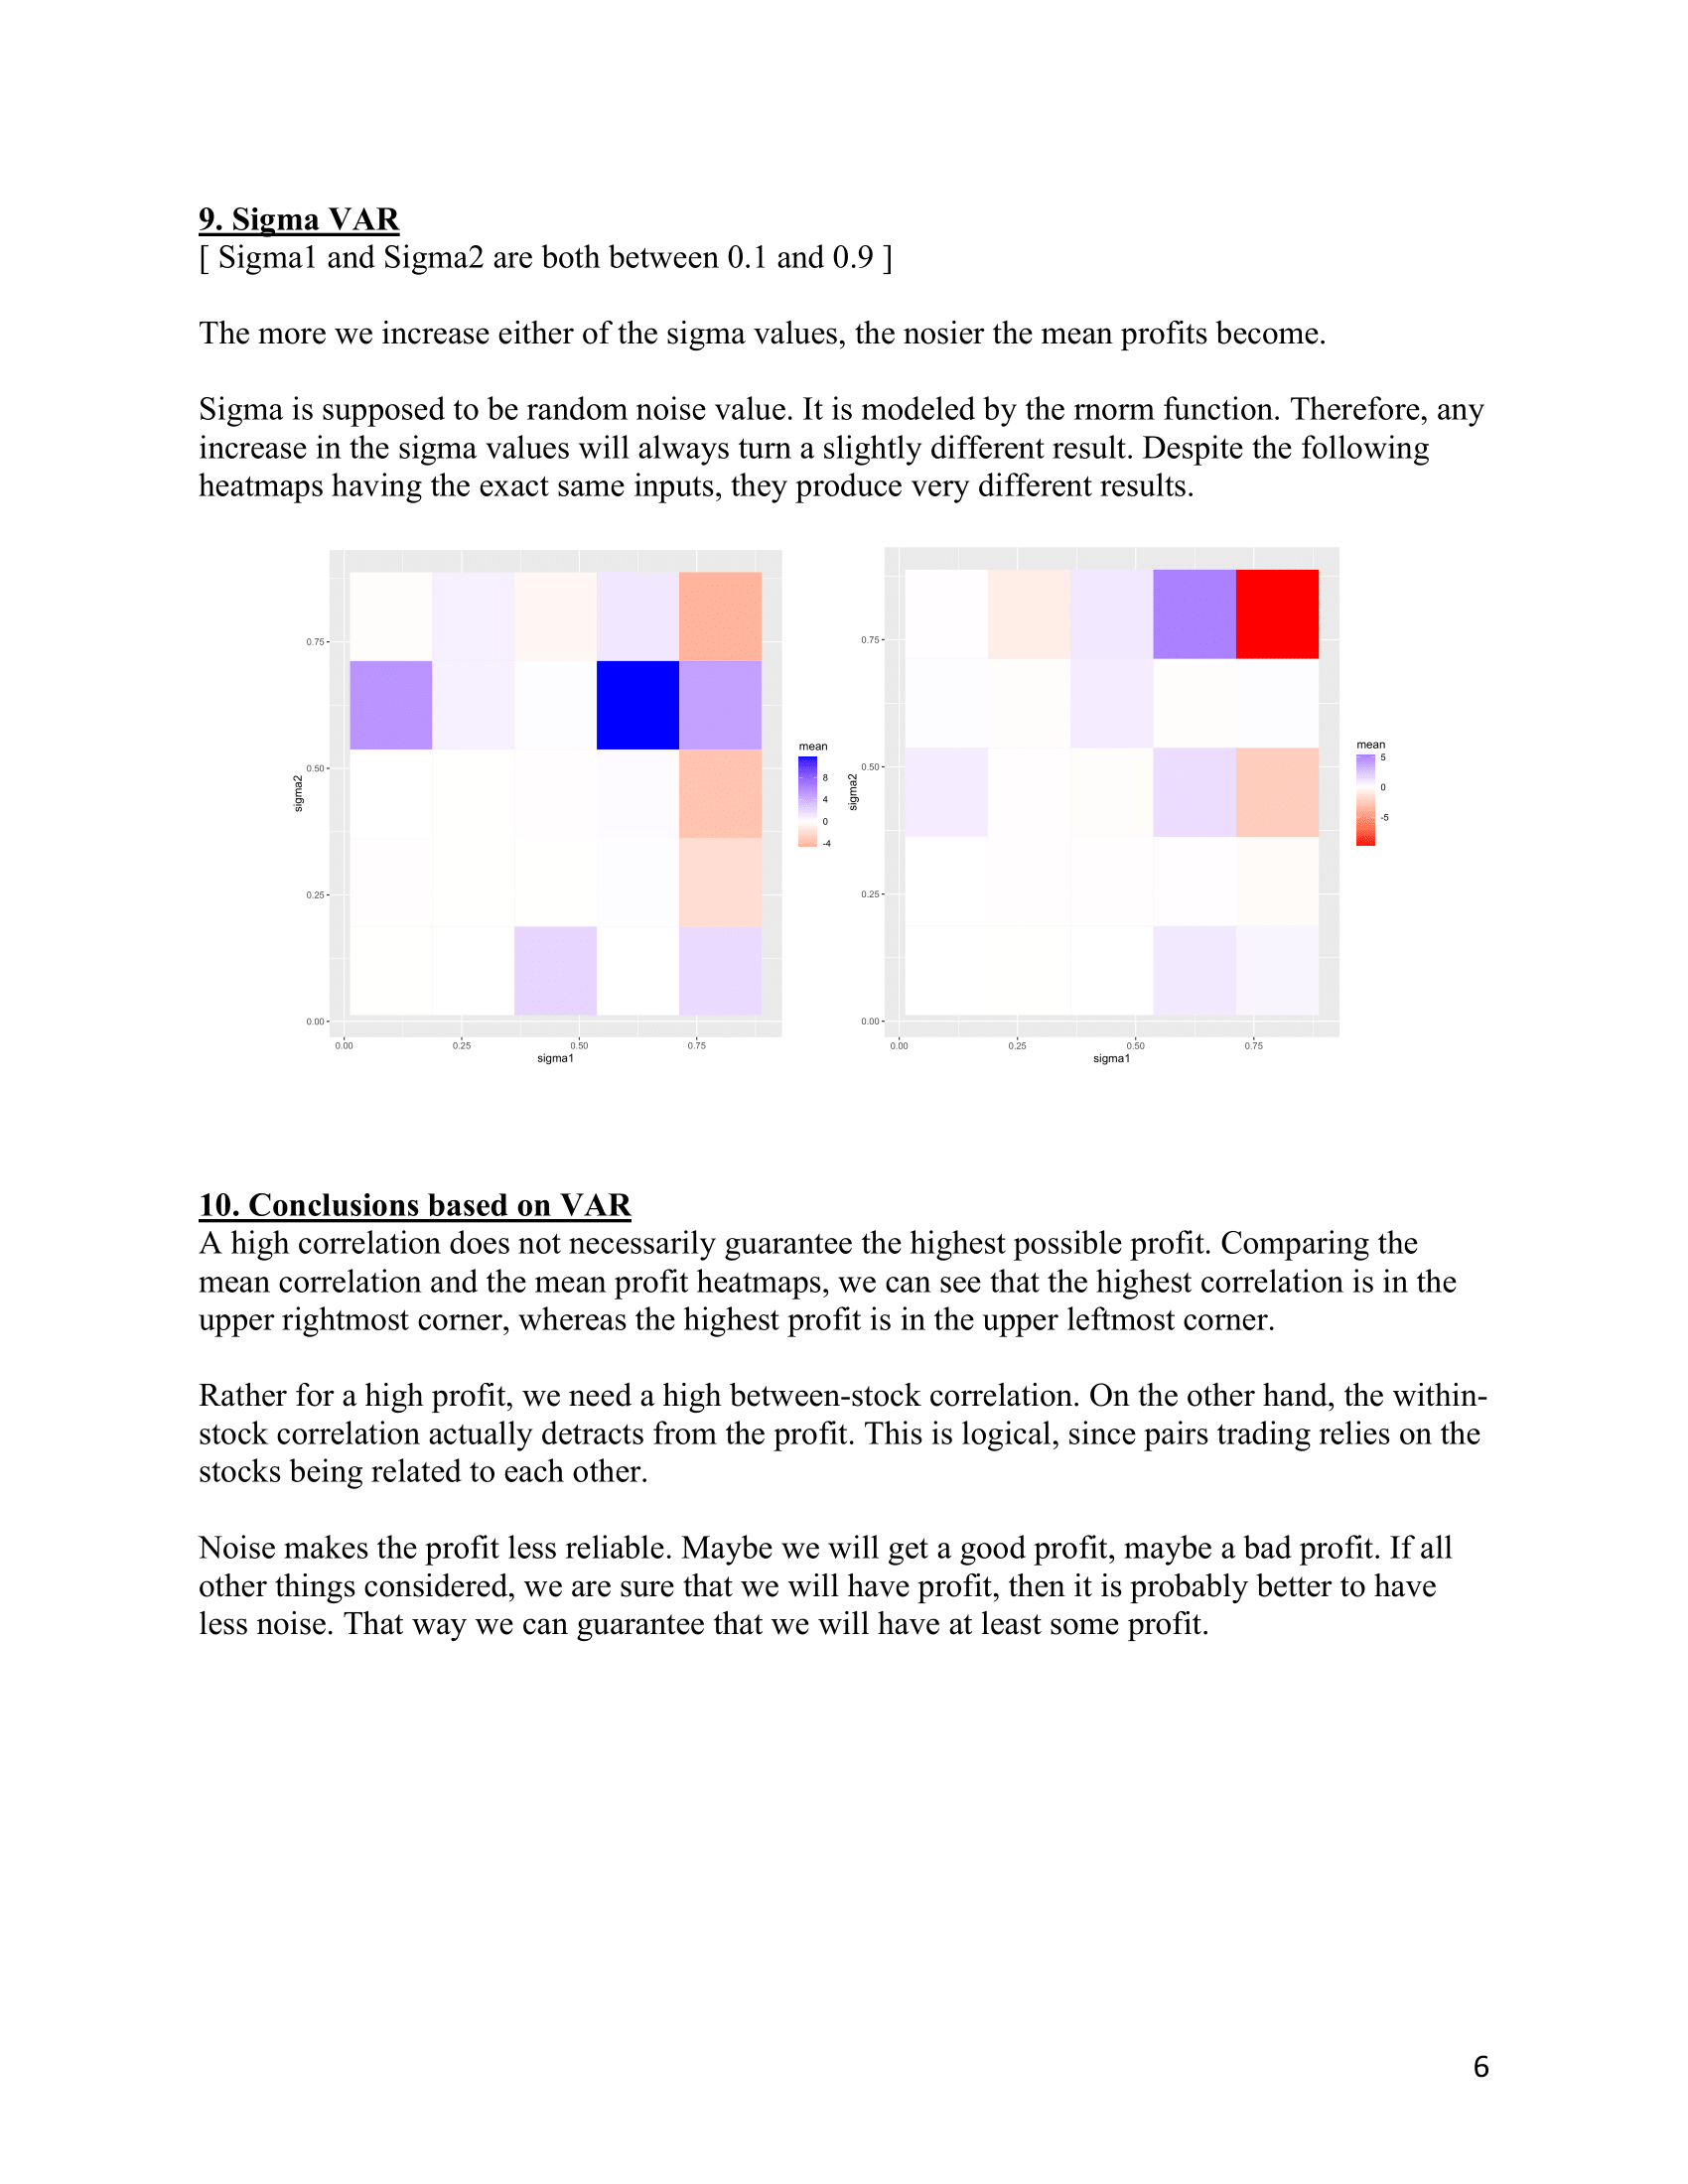 9. Sigma VAR
[ Sigma1 and Sigma2 are both between 0.1 and 0.9 ]
The more we increase either of the sigma values, the nosier the mean profits become.
Sigma is supposed to be random noise value. It is modeled by the rnorm function. Therefore, any
increase in the sigma values will always turn a slightly different result. Despite the following
heatmaps having the exact same inputs, they produce very different results.
0.75
0.50
0.25
0.00
sigma2
0.00 0.25 0.50 0.75
sigma1
mean
8
4
0
-4
0.75
0.50
0.25
0.00
sigma2
0.00 0.25 0.50 0.75
sigma1
mean
5
0
-5
10. Conclusions based on VAR
A high correlation does not necessarily guarantee the highest possible profit. Comparing the
mean correlation and the mean profit heatmaps, we can see that the highest correlation is in the
upper rightmost corner, whereas the highest profit is in the upper leftmost corner.
Rather for a high profit, we need a high between-stock correlation. On the other hand, the within-
stock correlation actually detracts from the profit. This is logical, since pairs trading relies on the
stocks being related to each other.
Noise makes the profit less reliable. Maybe we will get a good profit, maybe a bad profit. If all
other things considered, we are sure that we will have profit, then it is probably better to have
less noise. That way we can guarantee that we will have at least some profit.
6